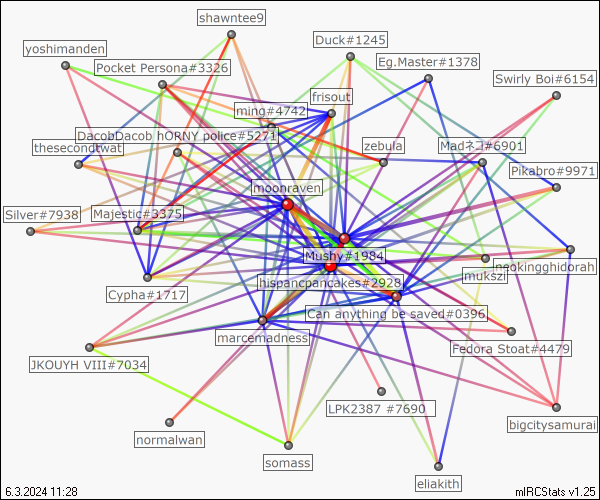 shawntee9
yoshimanden
Duck#1245
Pocket Persona#3326
Eg.Master#1378
Swirly Boi#6154
frisout
ming#4742
DacobDacob hORNY police#5271
thesecondtwat
zebula
Madネコ#6901
Pikabro#9971
moonraven
Silver#7938
Majestic#3375
Mushy#1984
neokingghidorah
mukszi
hispancpancakes#2928
Cypha#1717
Can anything be saved#0396
marcemadness
Fedora Stoat#4479
JKOUYH VIII#7034
LPK2387 #7690
bigcitysamurai
normalwan
somass
eliakith
6.3.2024 11:28
mIRCStats v1.25